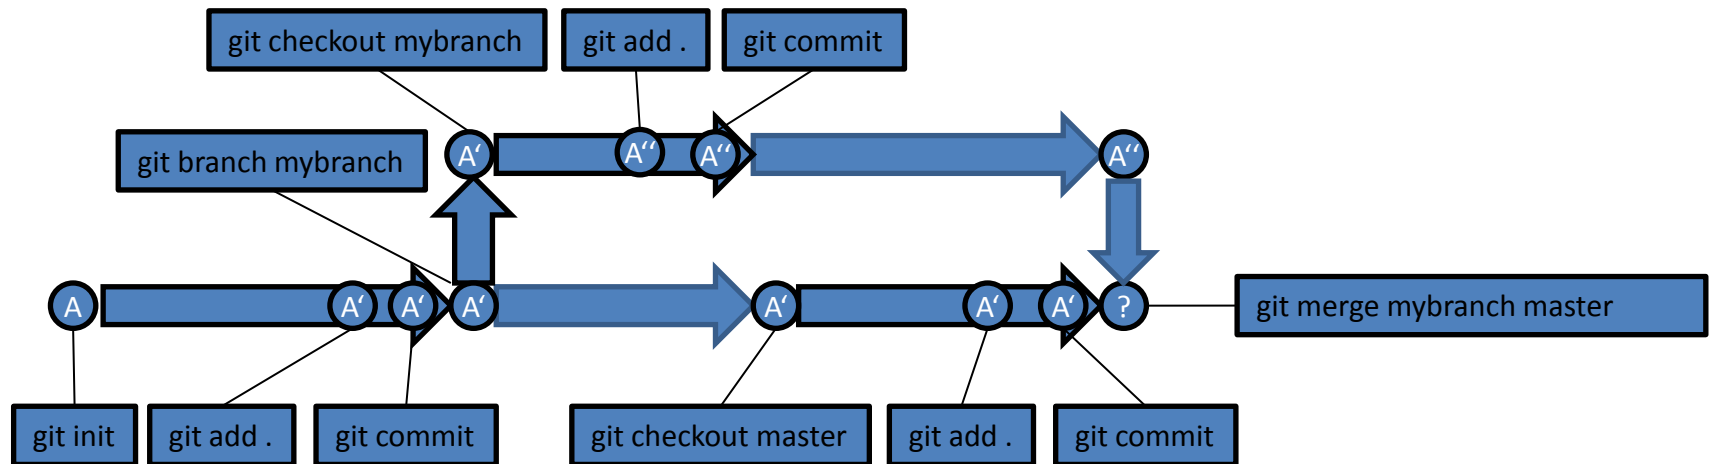 git checkout mybranch
git add .
git commit
git branch mybranch
A‘
A‘‘
A‘‘
A‘‘
A
A‘
A‘
A‘
A‘
A‘
A‘
?
git merge mybranch master
git init
git add .
git commit
git checkout master
git add .
git commit